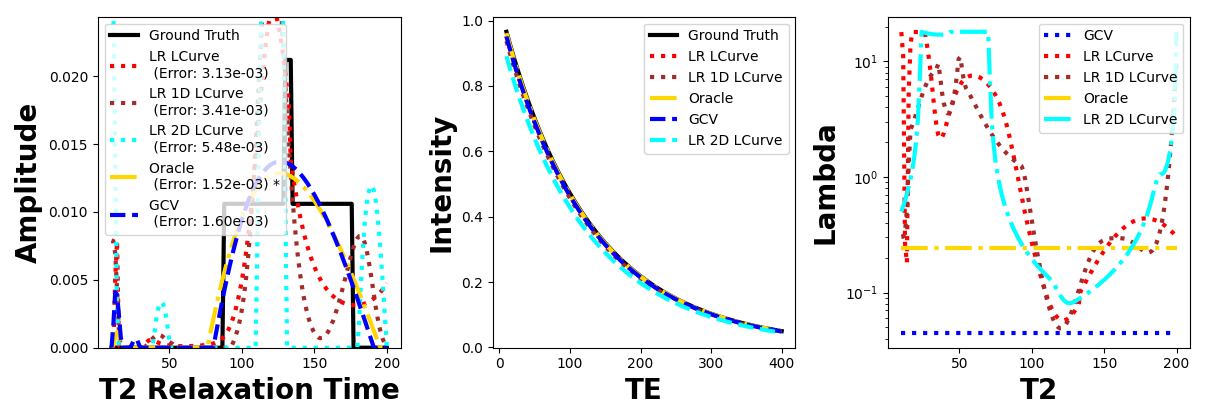 Amplitude
0.020
0.015
0.010
0.005
0.000
50
100
150
200
T2 Relaxation Time
Ground Truth
LR LCurve
(Error: 3.13e-03)
LR 1D LCurve
(Error: 3.41e-03)
LR 2D LCurve
(Error: 5.48e-03)
Oracle
(Error: 1.52e-03) *
GCV
(Error: 1.60e-03)
Intensity
1.0
0.8
0.6
0.4
0.2
0.0
0
100
200
300
400
TE
Ground Truth
LR LCurve
LR 1D LCurve
Oracle
GCV
LR 2D LCurve
Lambda
10¹
10⁰
10⁻¹
50
100
150
200
T2
GCV
LR LCurve
LR 1D LCurve
Oracle
LR 2D LCurve